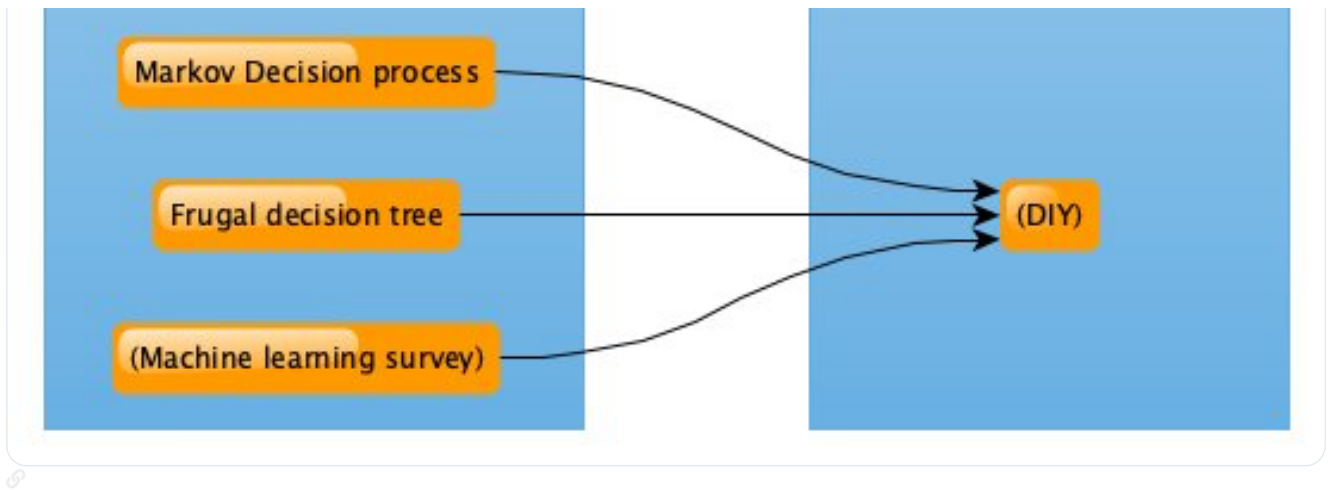 Markov Decision process
Frugal decision tree
(DIY)
(Machine learning survey)